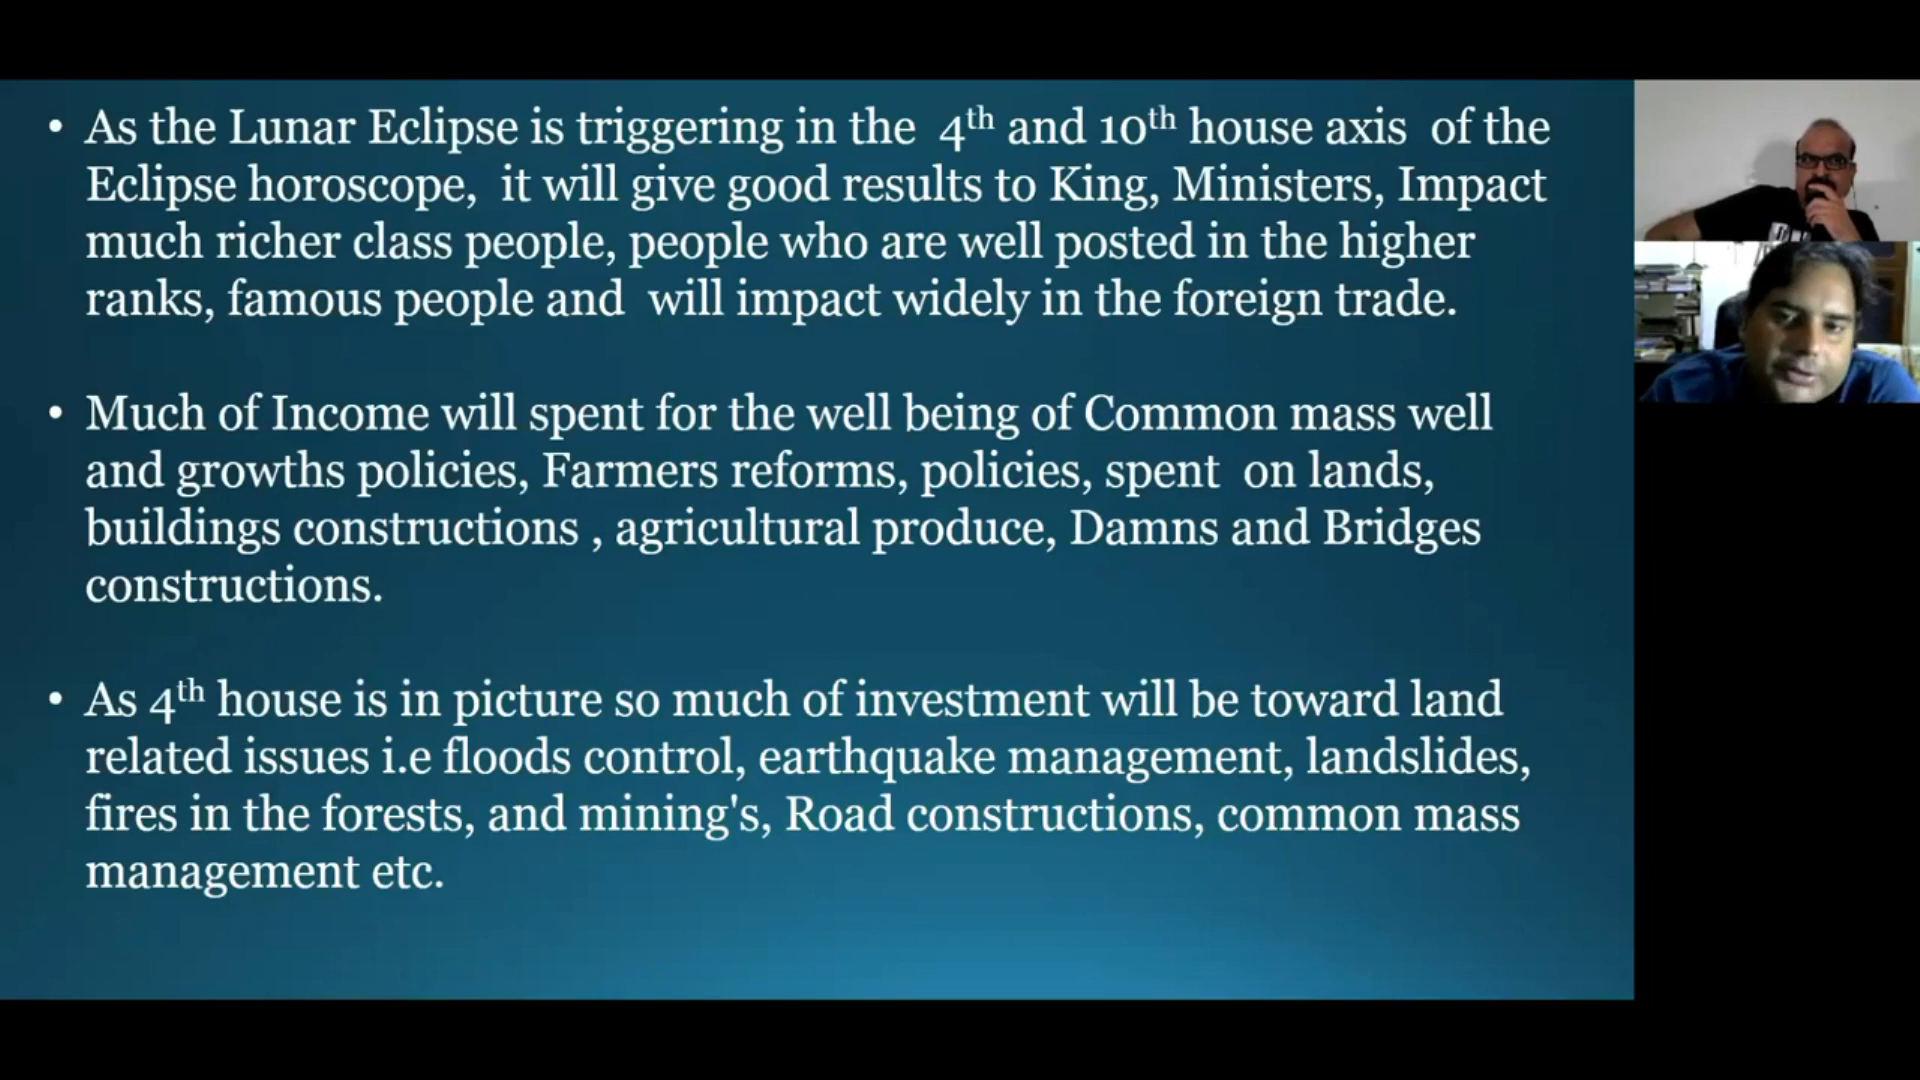 • As the Lunar Eclipse is triggering in the 4th and 10th house axis of the
Eclipse horoscope, it will give good results to King, Ministers, Impact
much richer class people, people who are well posted in the higher
ranks, famous people and will impact widely in the foreign trade.
• Much of Income will spent for the well being of Common mass well
and growths policies, Farmers reforms, policies, spent on lands,
buildings constructions , agricultural produce, Damns and Bridges
constructions.
• As 4th house is in picture so much of investment will be toward land
related issues i.e floods control, earthquake management, landslides,
fires in the forests, and mining's, Road constructions, common mass
management etc.